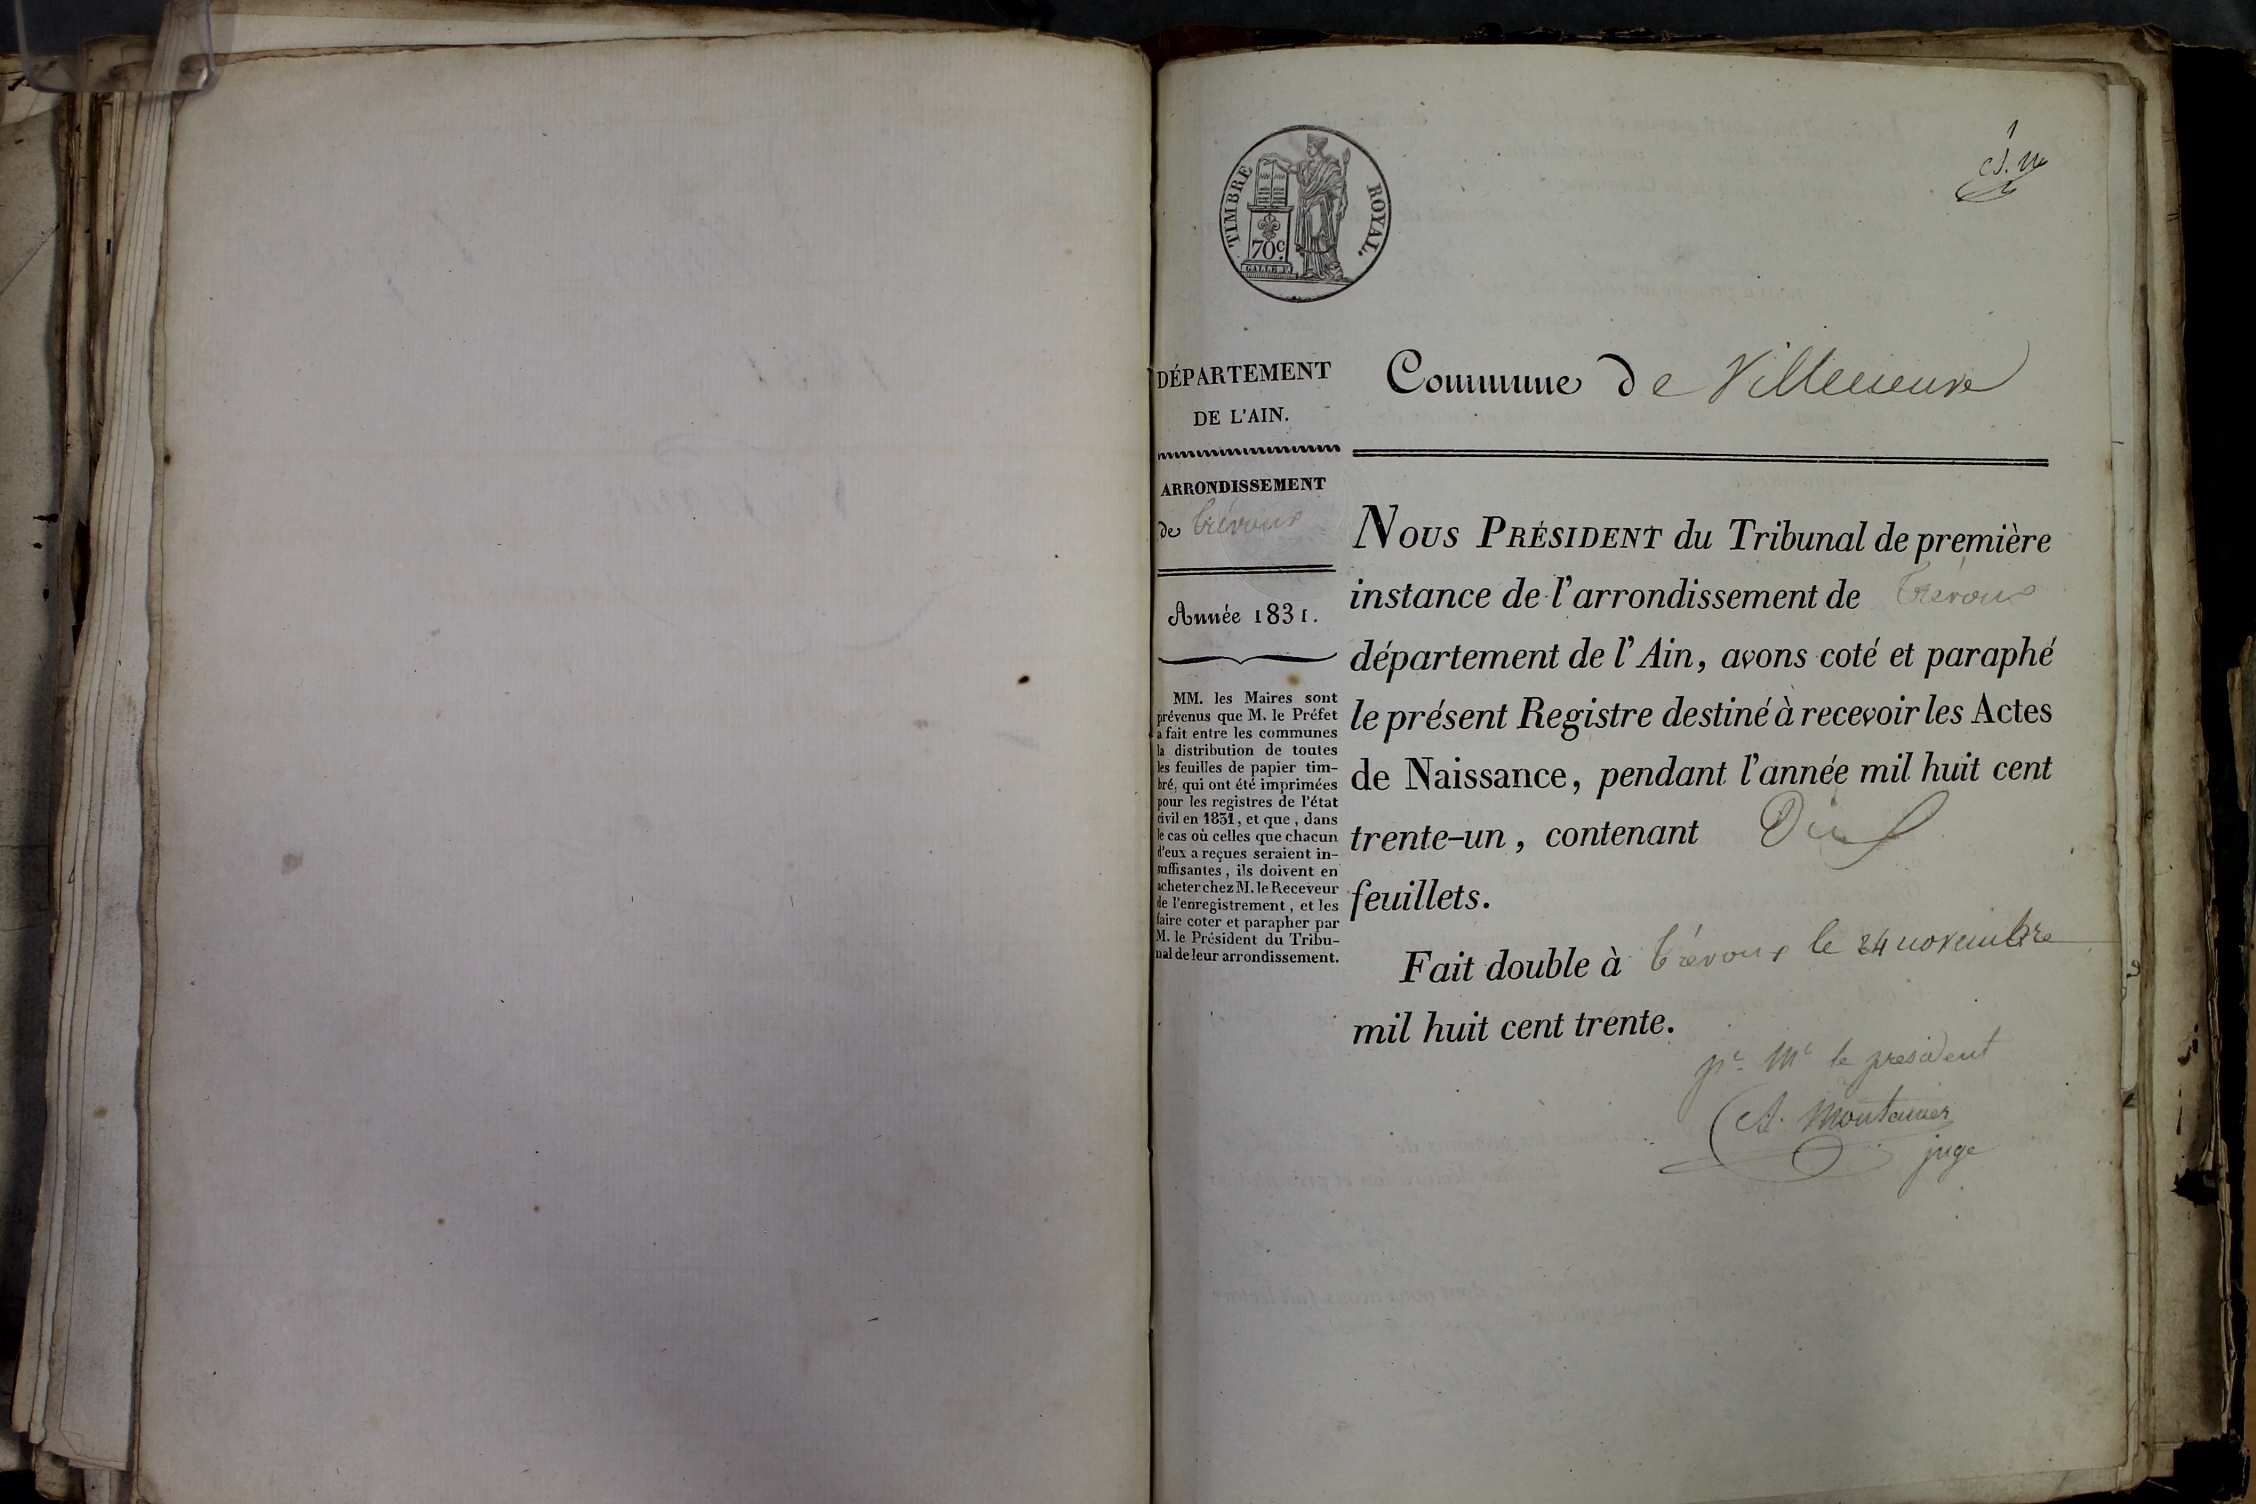 1
TIMBRE ROYAL.
70c.
GALLE F.
DÉPARTEMENT
DE L'AIN.
ARRONDISSEMENT
de Trévoux
Année 1831.
MM. les Maires sont
prévenus que M. le Préfet
a fait entre les communes
la distribution de toutes
les feuilles de papier tim-
bré, qui ont été imprimées
pour les registres de l'état
civil en 1831, et que, dans
le cas où celles que chacun
d'eux a reçues seraient in-
suffisantes, ils doivent en
acheter chez M. le Receveur
de l'enregistrement, et les
faire coter et parapher par
M. le Président du Tribu-
nal de leur arrondissement.
Commune de Villeneuve
NOUS PRÉSIDENT du Tribunal de première
instance de l'arrondissement de Trévoux
département de l'Ain, avons coté et paraphé
le présent Registre destiné à recevoir les Actes
de Naissance, pendant l'année mil huit cent
trente-un, contenant Dix
feuillets.
Fait double à Trévoux le 24 novembre
mil huit cent trente.
pr. Mr le president
A. Montanier
juge